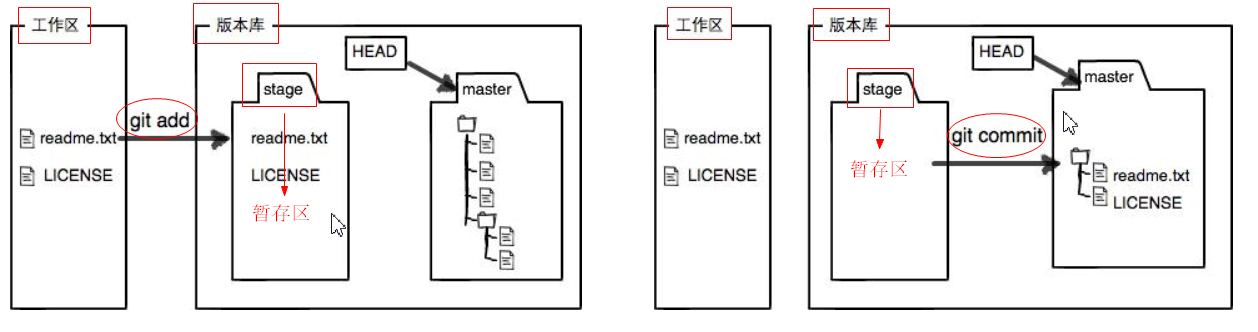 工作区
版本库
HEAD
stage
master
git add
readme.txt
readme.txt
LICENSE
LICENSE
暂存区
工作区
版本库
HEAD
stage
master
git commit
readme.txt
LICENSE
暂存区
readme.txt
LICENSE